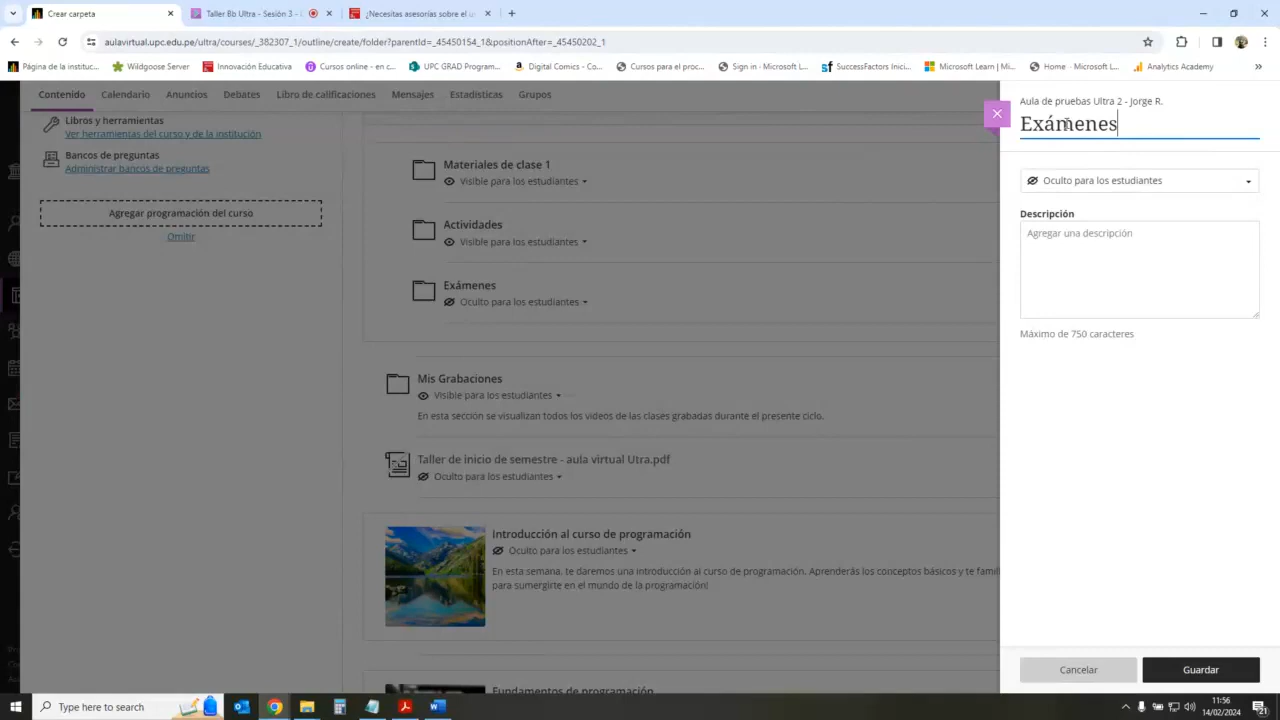 Crear carpeta
Taller Bb Ultra - Sesión 3 -
¿Necesitas asesorías sobre el u
aulavirtual.upc.edu.pe/ultra/courses/_382307_1/outline/create/folder?parentId=_45450154_1&positionAfter=_45450202_1
Página de la instituc...
Wildgoose Server
Innovación Educativa
Cursos online - en c...
UPC GRAD Program...
Digital Comics - Co...
Cursos para el proc...
Sign in · Microsoft L...
SuccessFactors Inici...
Microsoft Learn | Mi...
Home · Microsoft L...
Analytics Academy
Contenido
Calendario
Anuncios
Debates
Libro de calificaciones
Mensajes
Estadísticas
Grupos
Libros y herramientas
Ver herramientas del curso y de la institución
Bancos de preguntas
Administrar bancos de preguntas
Agregar programación del curso
Omitir
Materiales de clase 1
Visible para los estudiantes
Actividades
Visible para los estudiantes
Exámenes
Oculto para los estudiantes
Mis Grabaciones
Visible para los estudiantes
En esta sección se visualizan todos los videos de las clases grabadas durante el presente ciclo.
Taller de inicio de semestre - aula virtual Utra.pdf
Oculto para los estudiantes
Introducción al curso de programación
Oculto para los estudiantes
En esta semana, te daremos una introducción al curso de programación. Aprenderás los conceptos básicos y te famil
para sumergirte en el mundo de la programación!
Fundamentos de programación
Aula de pruebas Ultra 2 - Jorge R.
Exámenes
Oculto para los estudiantes
Descripción
Agregar una descripción
Máximo de 750 caracteres
Cancelar
Guardar
Type here to search
11:56
14/02/2024
21